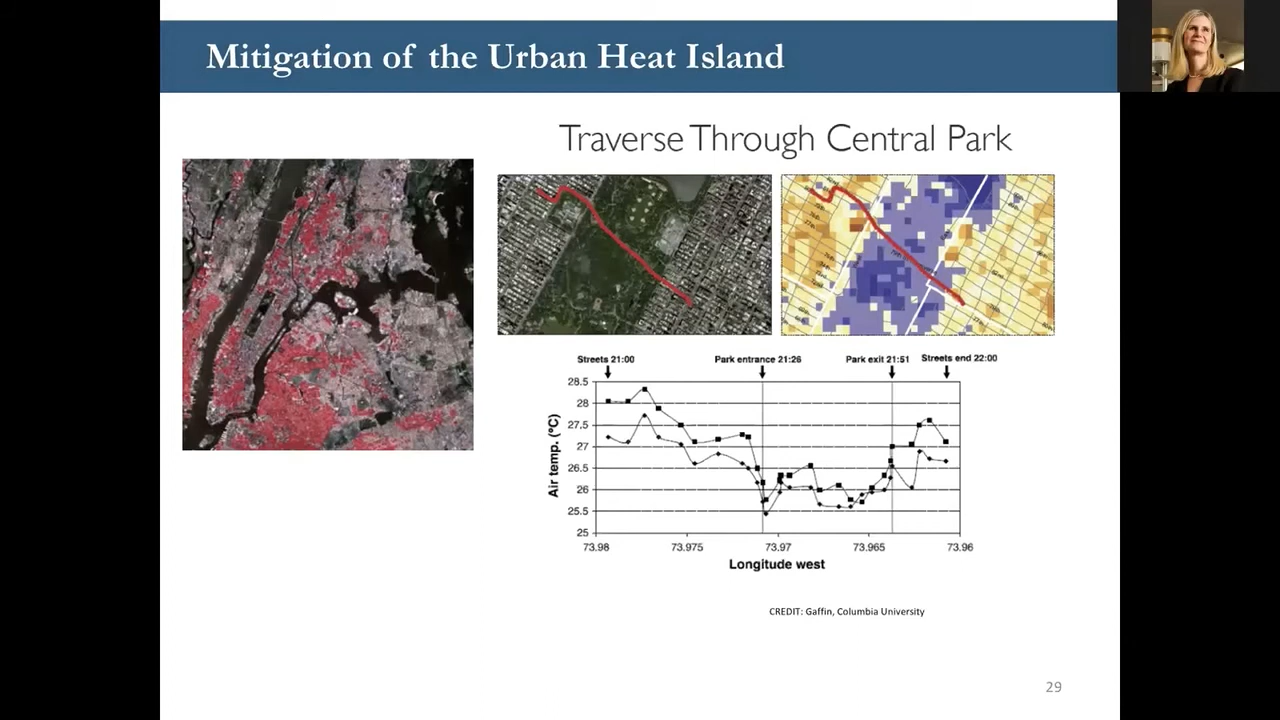 Mitigation of the Urban Heat Island
Traverse Through Central Park
Streets 21:00
Park entrance 21:26
Park exit 21:51
Streets end 22:00
28.5
28
27.5
27
26.5
26
25.5
25
Air temp. (°C)
73.98
73.975
73.97
73.965
73.96
Longitude west
CREDIT: Gaffin, Columbia University
29